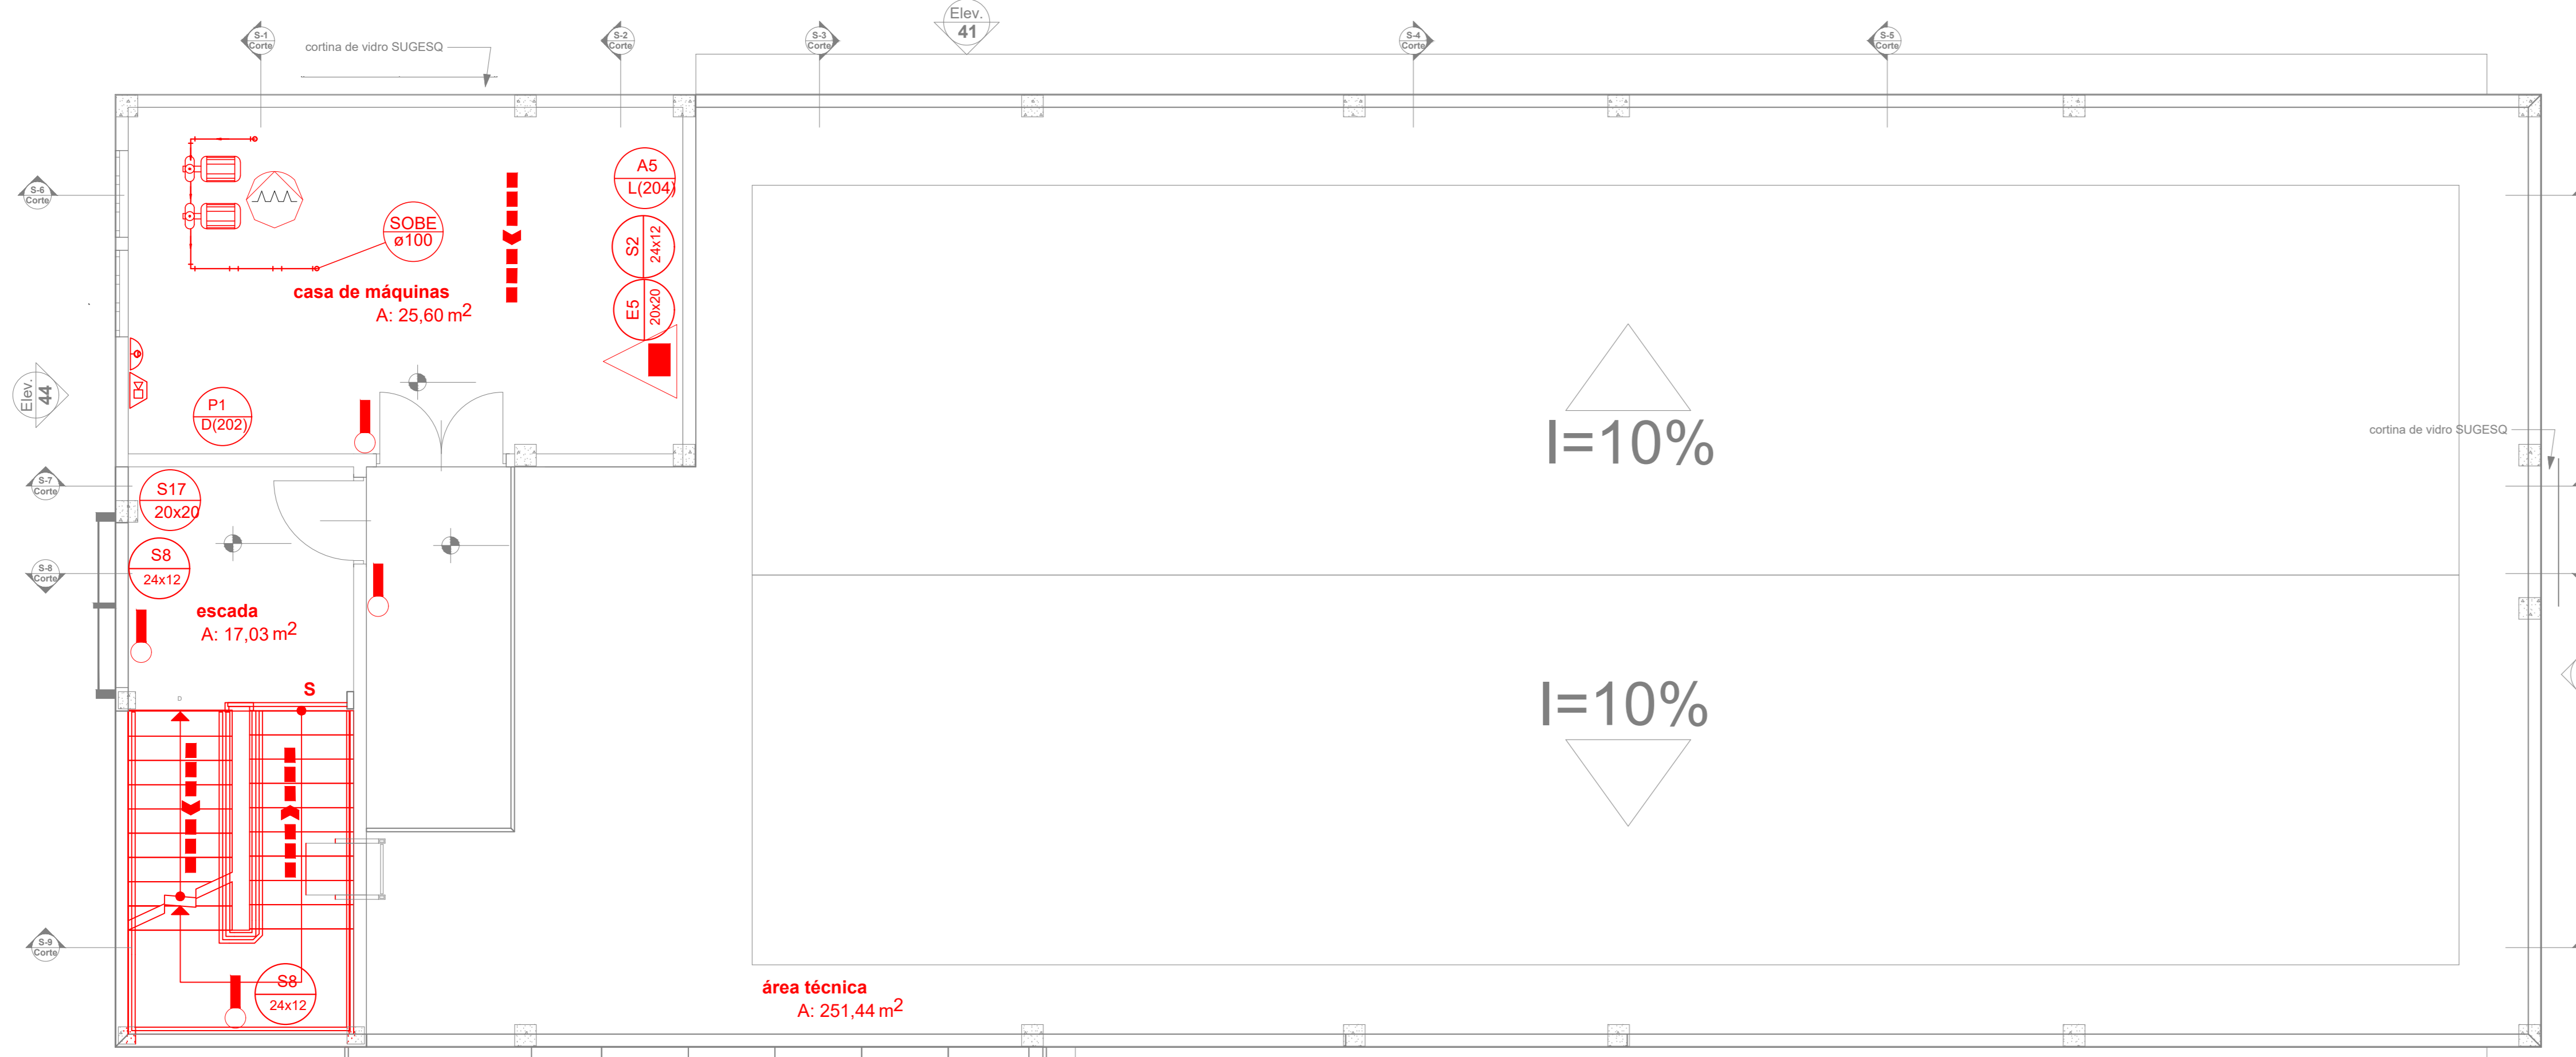 Elev.
41
S-1
Corte
cortina de vidro SUGESQ
S-2
Corte
S-3
Corte
S-4
Corte
S-5
Corte
A5
L(204)
S-6
Corte
SOBE
ø100
S2
24x12
E5
20x20
casa de máquinas
A: 25,60 m²
Elev.
44
P1
D(202)
I=10%
cortina de vidro SUGESQ
S-7
Corte
S17
20x20
S8
24x12
S-8
Corte
escada
A: 17,03 m²
S
D
I=10%
S-9
Corte
S8
24x12
área técnica
A: 251,44 m²